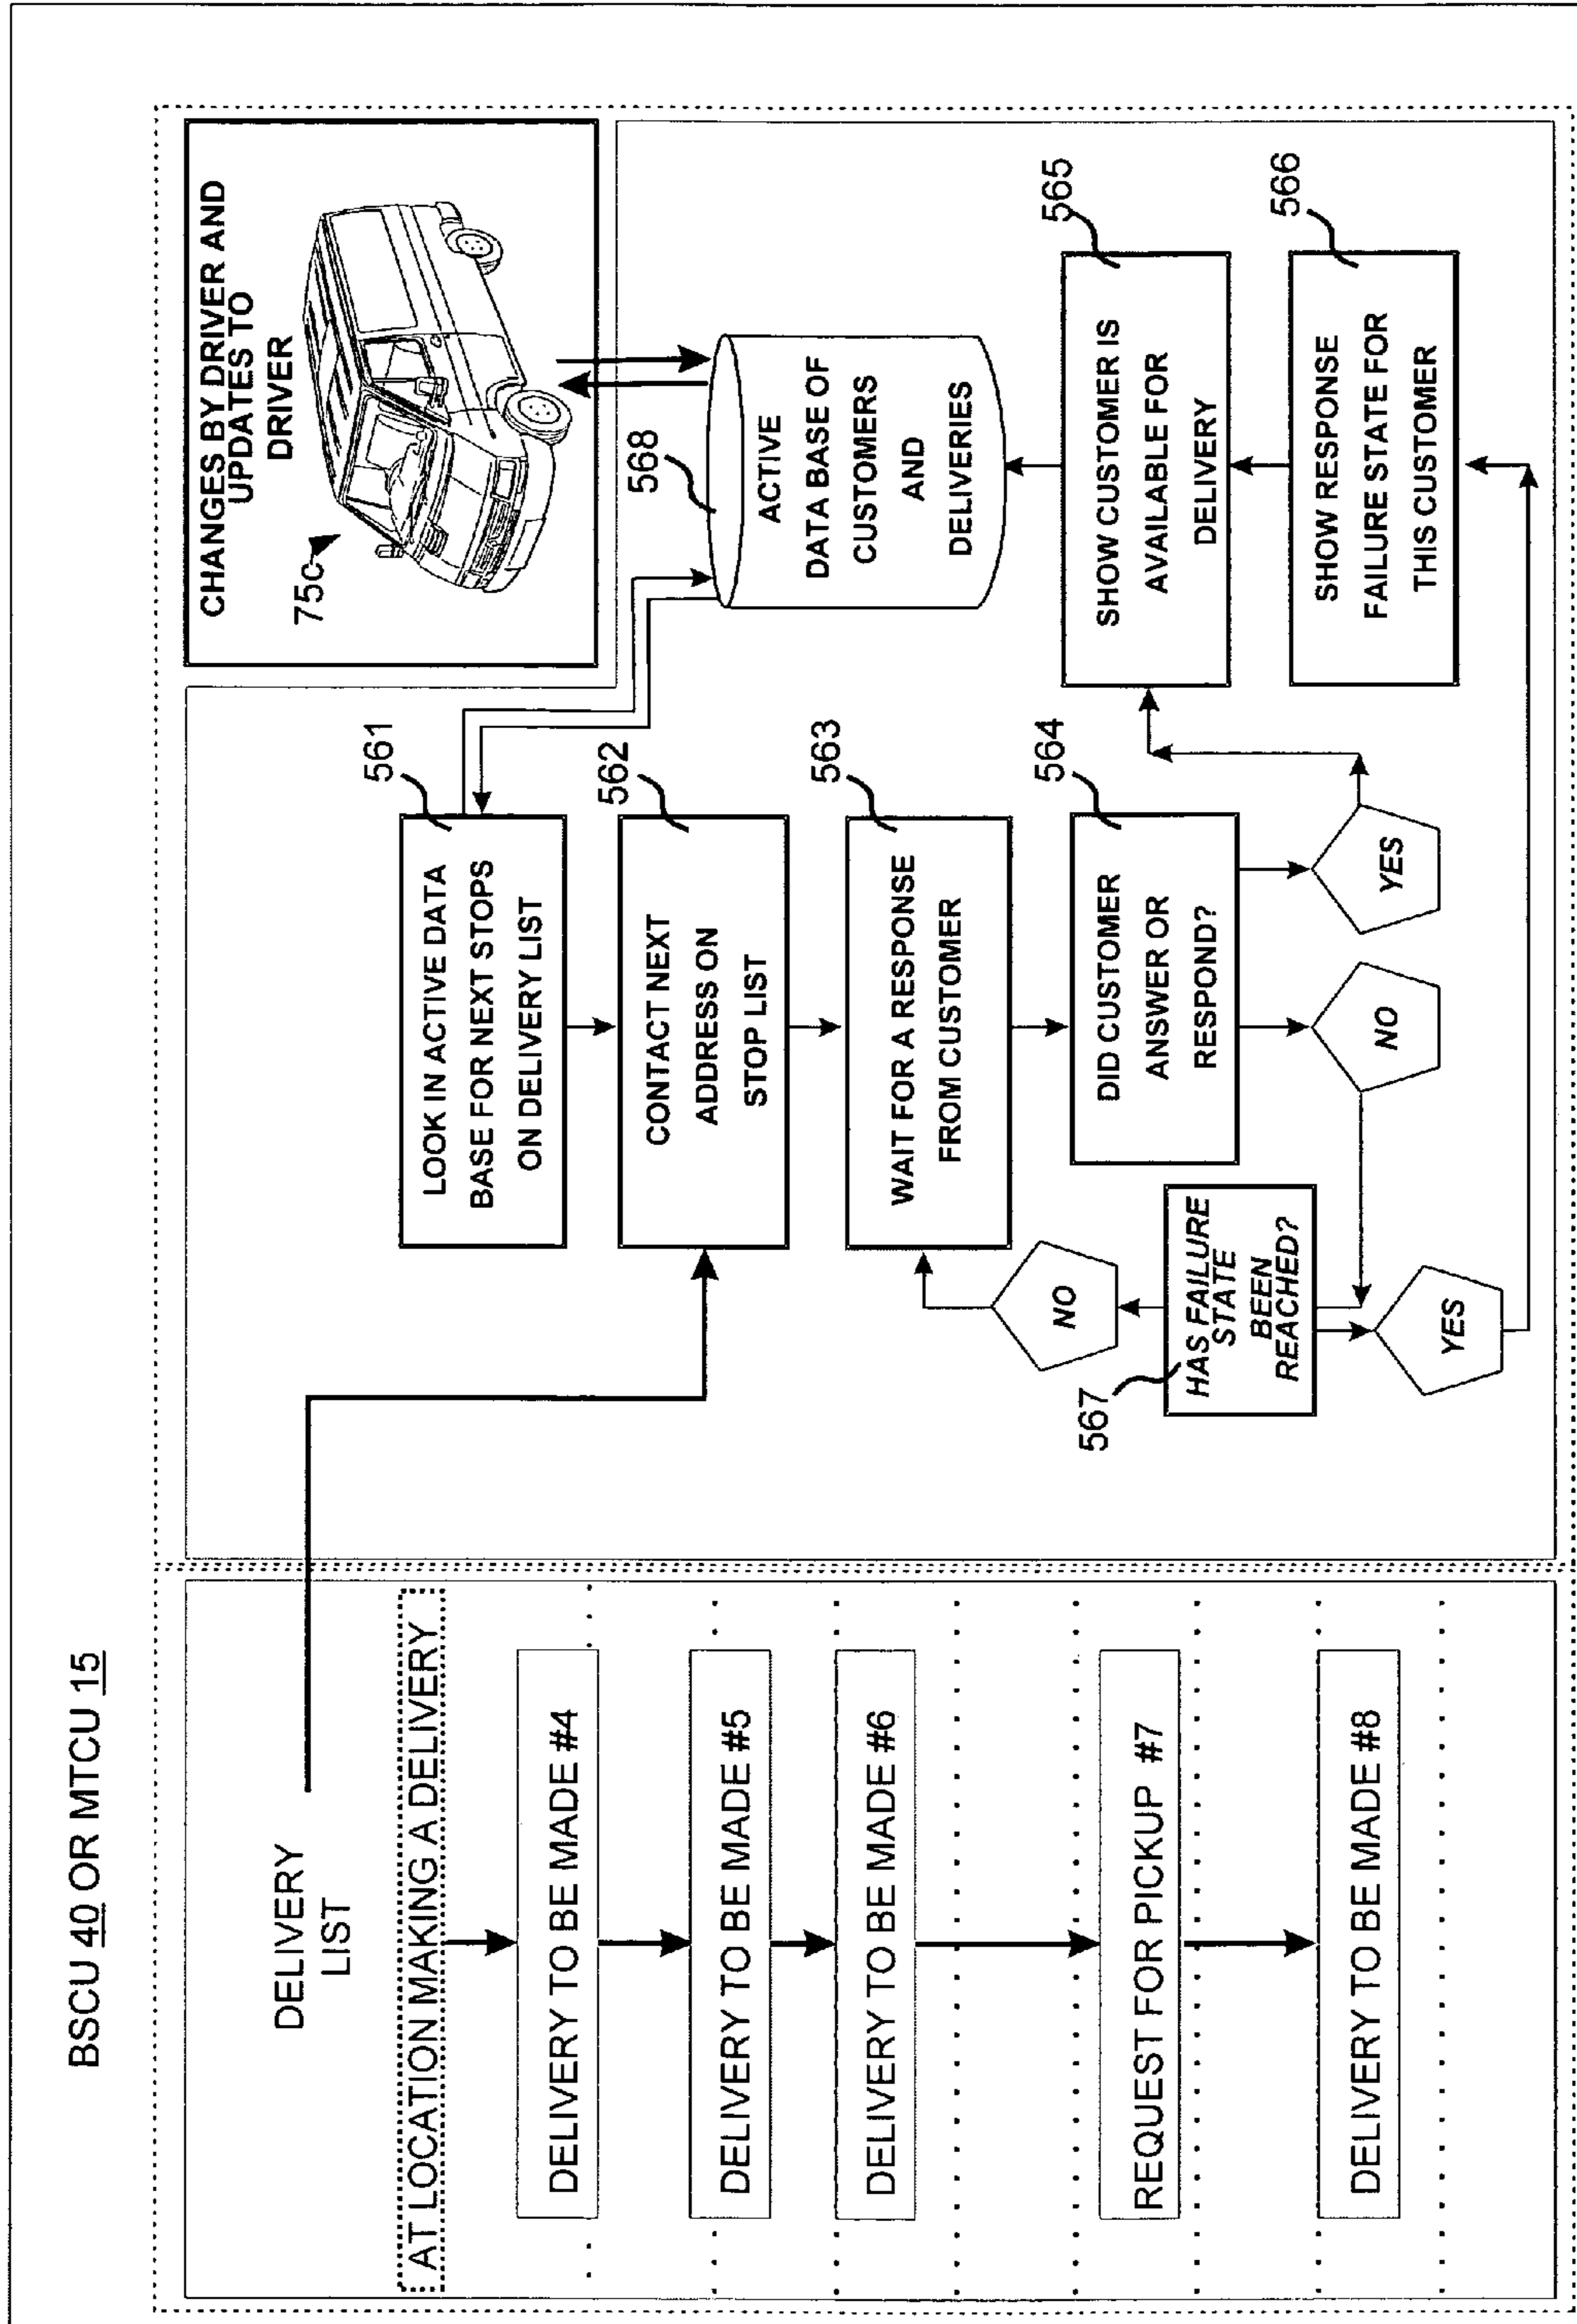 BSCU 40 OR MTCU 15
DELIVERY
LIST
AT LOCATION MAKING A DELIVERY
DELIVERY TO BE MADE #4
DELIVERY TO BE MADE #5
DELIVERY TO BE MADE #6
REQUEST FOR PICKUP #7
DELIVERY TO BE MADE #8
561
LOOK IN ACTIVE DATA
BASE FOR NEXT STOPS
ON DELIVERY LIST
562
CONTACT NEXT
ADDRESS ON
STOP LIST
563
WAIT FOR A RESPONSE
FROM CUSTOMER
564
DID CUSTOMER
ANSWER OR
RESPOND?
NO
567
HAS FAILURE
STATE
BEEN
REACHED?
YES
NO
YES
CHANGES BY DRIVER AND
UPDATES TO
DRIVER
75c
568
ACTIVE
DATA BASE OF
CUSTOMERS
AND
DELIVERIES
565
SHOW CUSTOMER IS
AVAILABLE FOR
DELIVERY
566
SHOW RESPONSE
FAILURE STATE FOR
THIS CUSTOMER